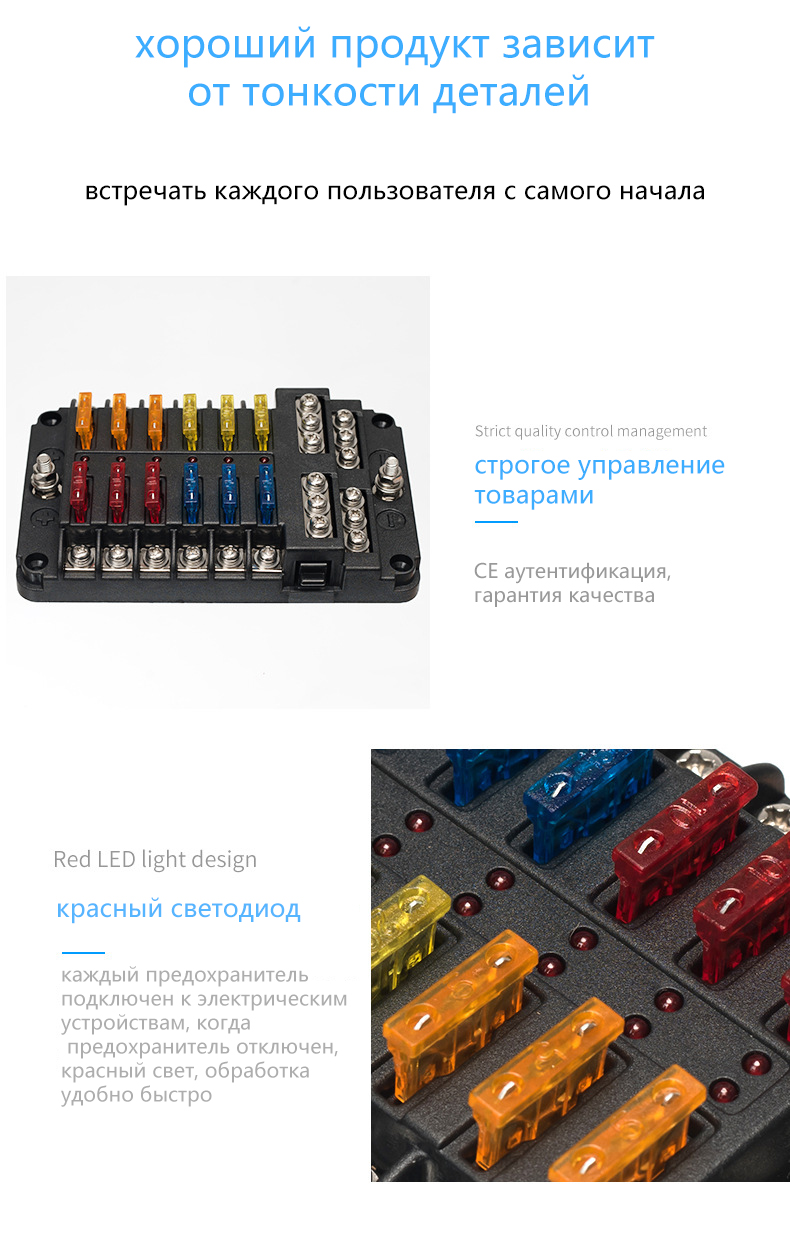 хороший продукт зависит
от тонкости деталей
встречать каждого пользователя с самого начала
Strict quality control management
строгое управление
товарами
CE аутентификация,
гарантия качества
Red LED light design
красный светодиод
каждый предохранитель
подключен к электрическим
устройствам, когда
предохранитель отключен,
красный свет, обработка
удобно быстро